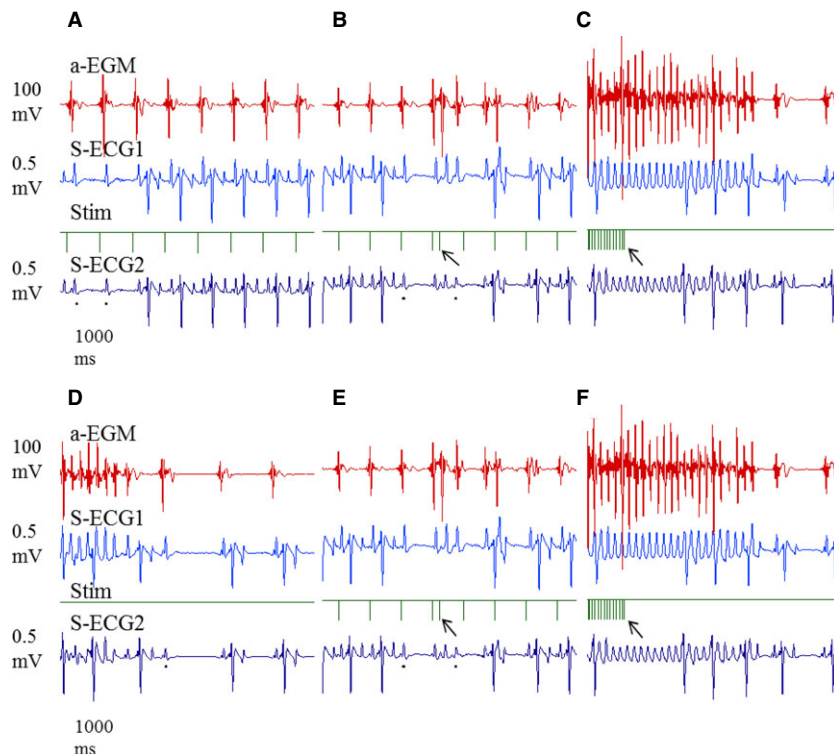 A B C
a-EGM
100
mV
S-ECG1
0.5
mV
Stim
S-ECG2
0.5
mV
1000
ms
D E F
a-EGM
100
mV
S-ECG1
0.5
mV
Stim
S-ECG2
0.5
mV
1000
ms